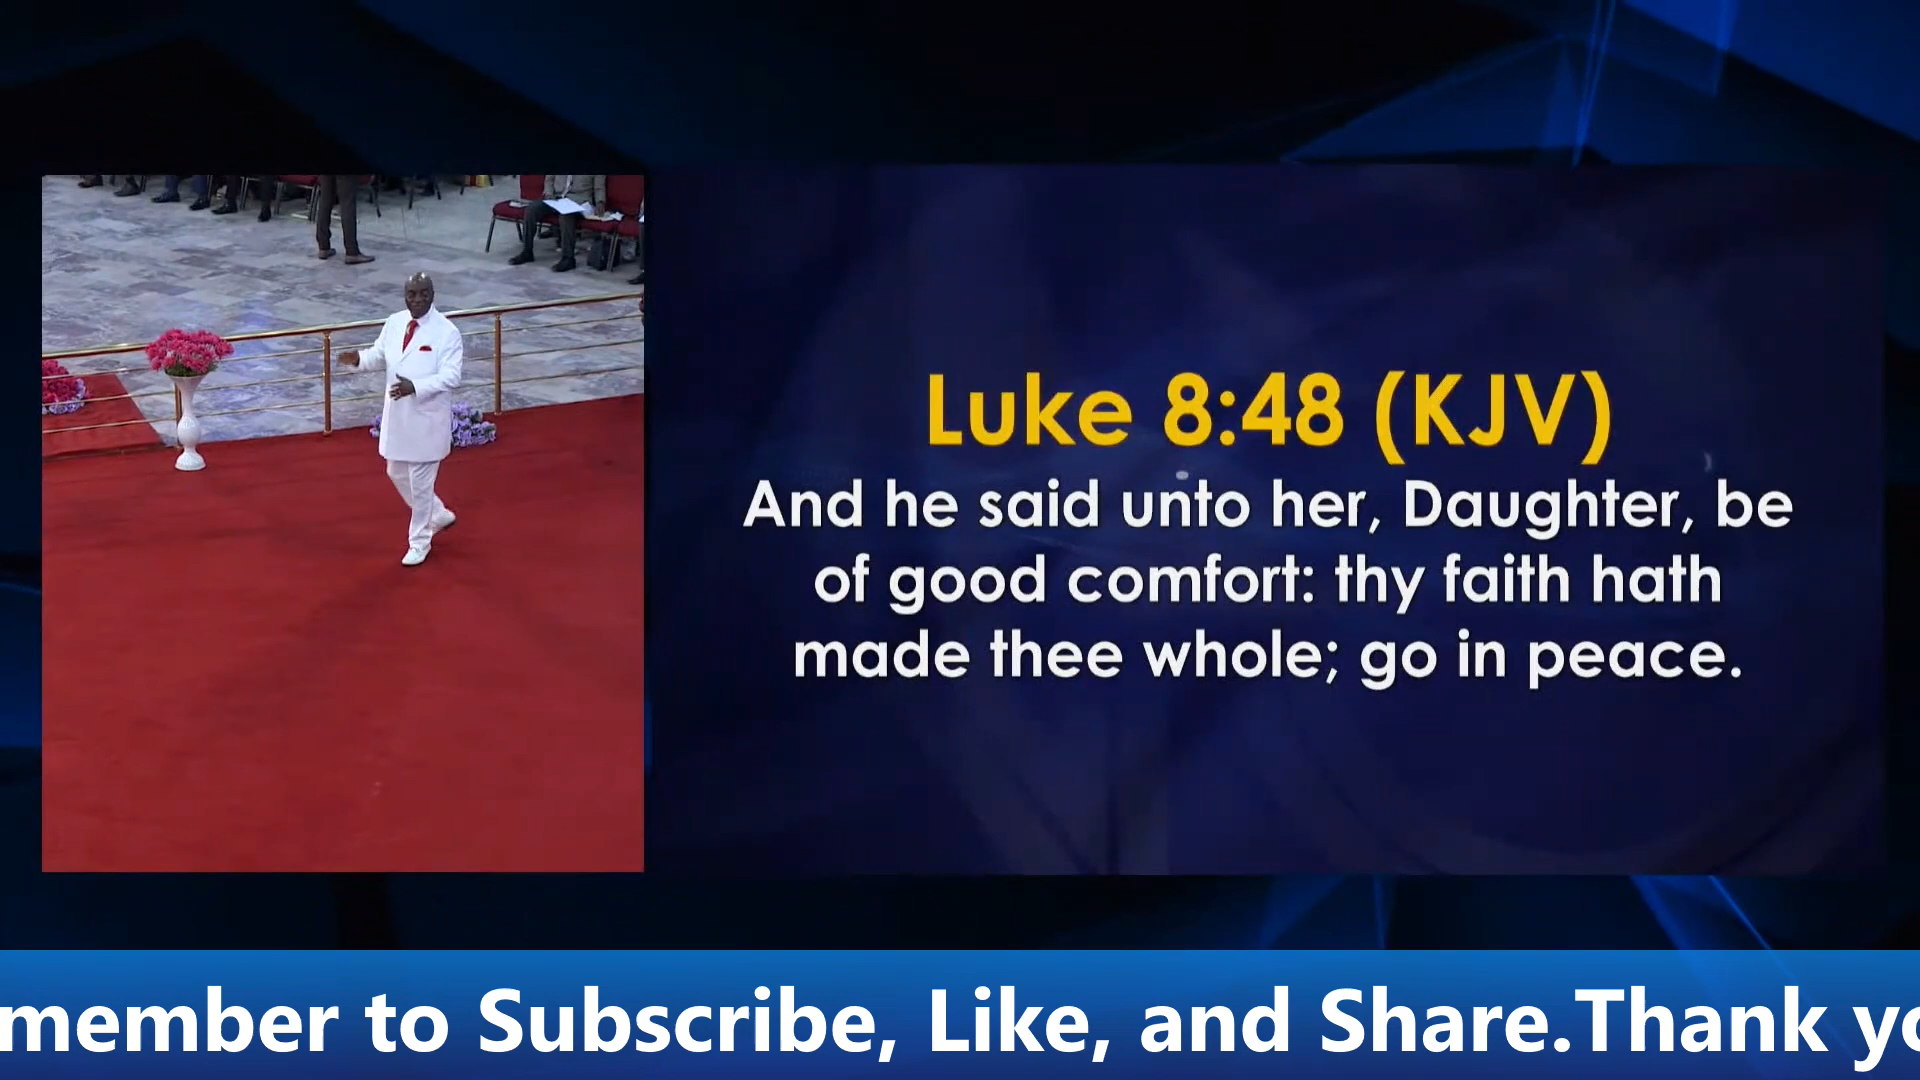 Luke 8:48 (KJV)
And he said unto her, Daughter, be
of good comfort: thy faith hath
made thee whole; go in peace.
member to Subscribe, Like, and Share.Thank yo